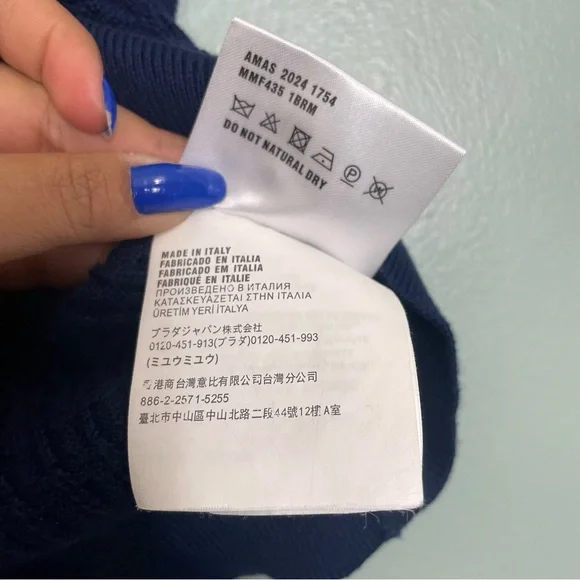 AMAS 2024 1754
MMF435 1BRM
DO NOT NATURAL DRY
MADE IN ITALY
FABRICADO EN ITALIA
FABRICADO EM ITALIA
FABRIQUÉ EN ITALIE
ПРОИЗВЕДЕНО В ИТАЛИЯ
ΚΑΤΑΣΚΕΥΑΖΕΤΑΙ ΣΤΗΝ ΙΤΑΛΙΑ
ÜRETİM YERİ İTALYA
プラダジャパン株式会社
0120-451-913(プラダ)0120-451-993
(ミユウミユウ)
港商台灣意比有限公司台灣分公司
886-2-2571-5255
臺北市中山區中山北路二段44號12樓A室